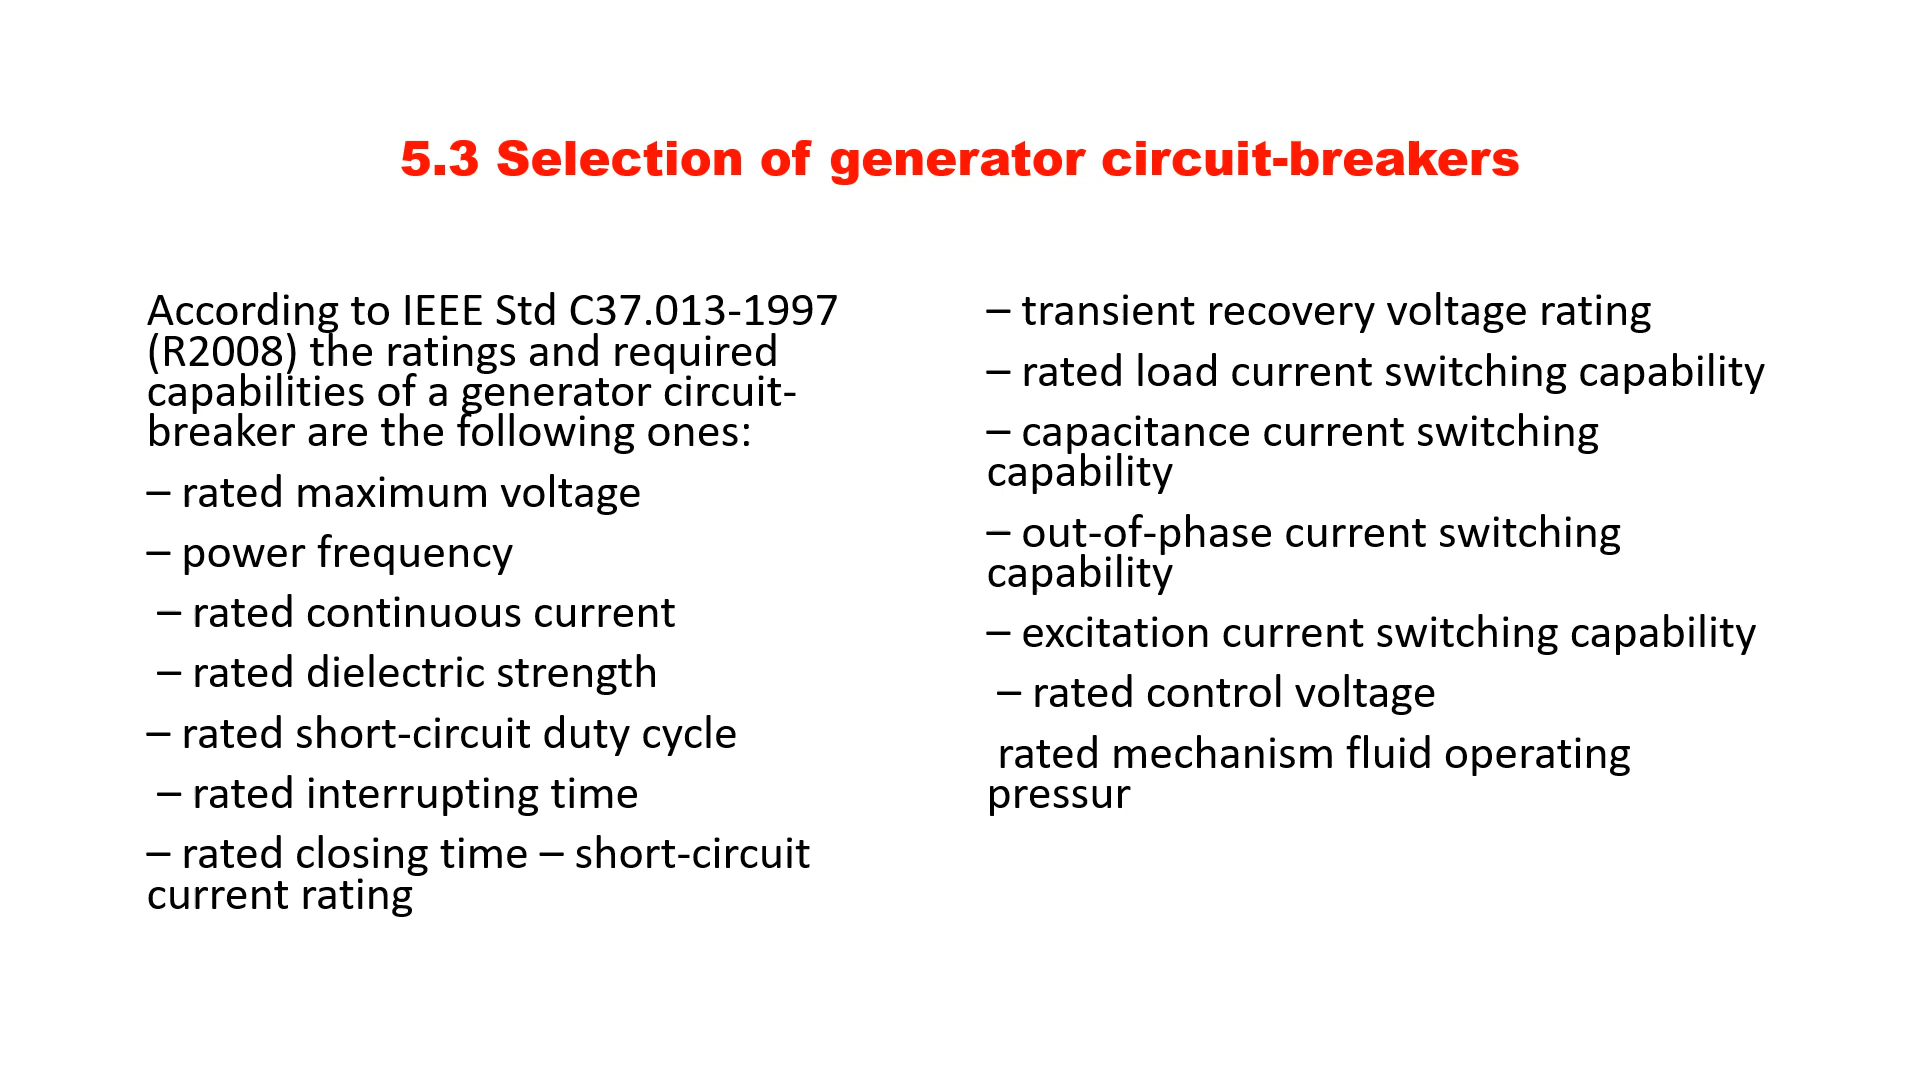 5.3 Selection of generator circuit-breakers
According to IEEE Std C37.013-1997
(R2008) the ratings and required
capabilities of a generator circuit-
breaker are the following ones:
– rated maximum voltage
– power frequency
– rated continuous current
– rated dielectric strength
– rated short-circuit duty cycle
– rated interrupting time
– rated closing time – short-circuit
current rating
– transient recovery voltage rating
– rated load current switching capability
– capacitance current switching
capability
– out-of-phase current switching
capability
– excitation current switching capability
– rated control voltage
rated mechanism fluid operating
pressur